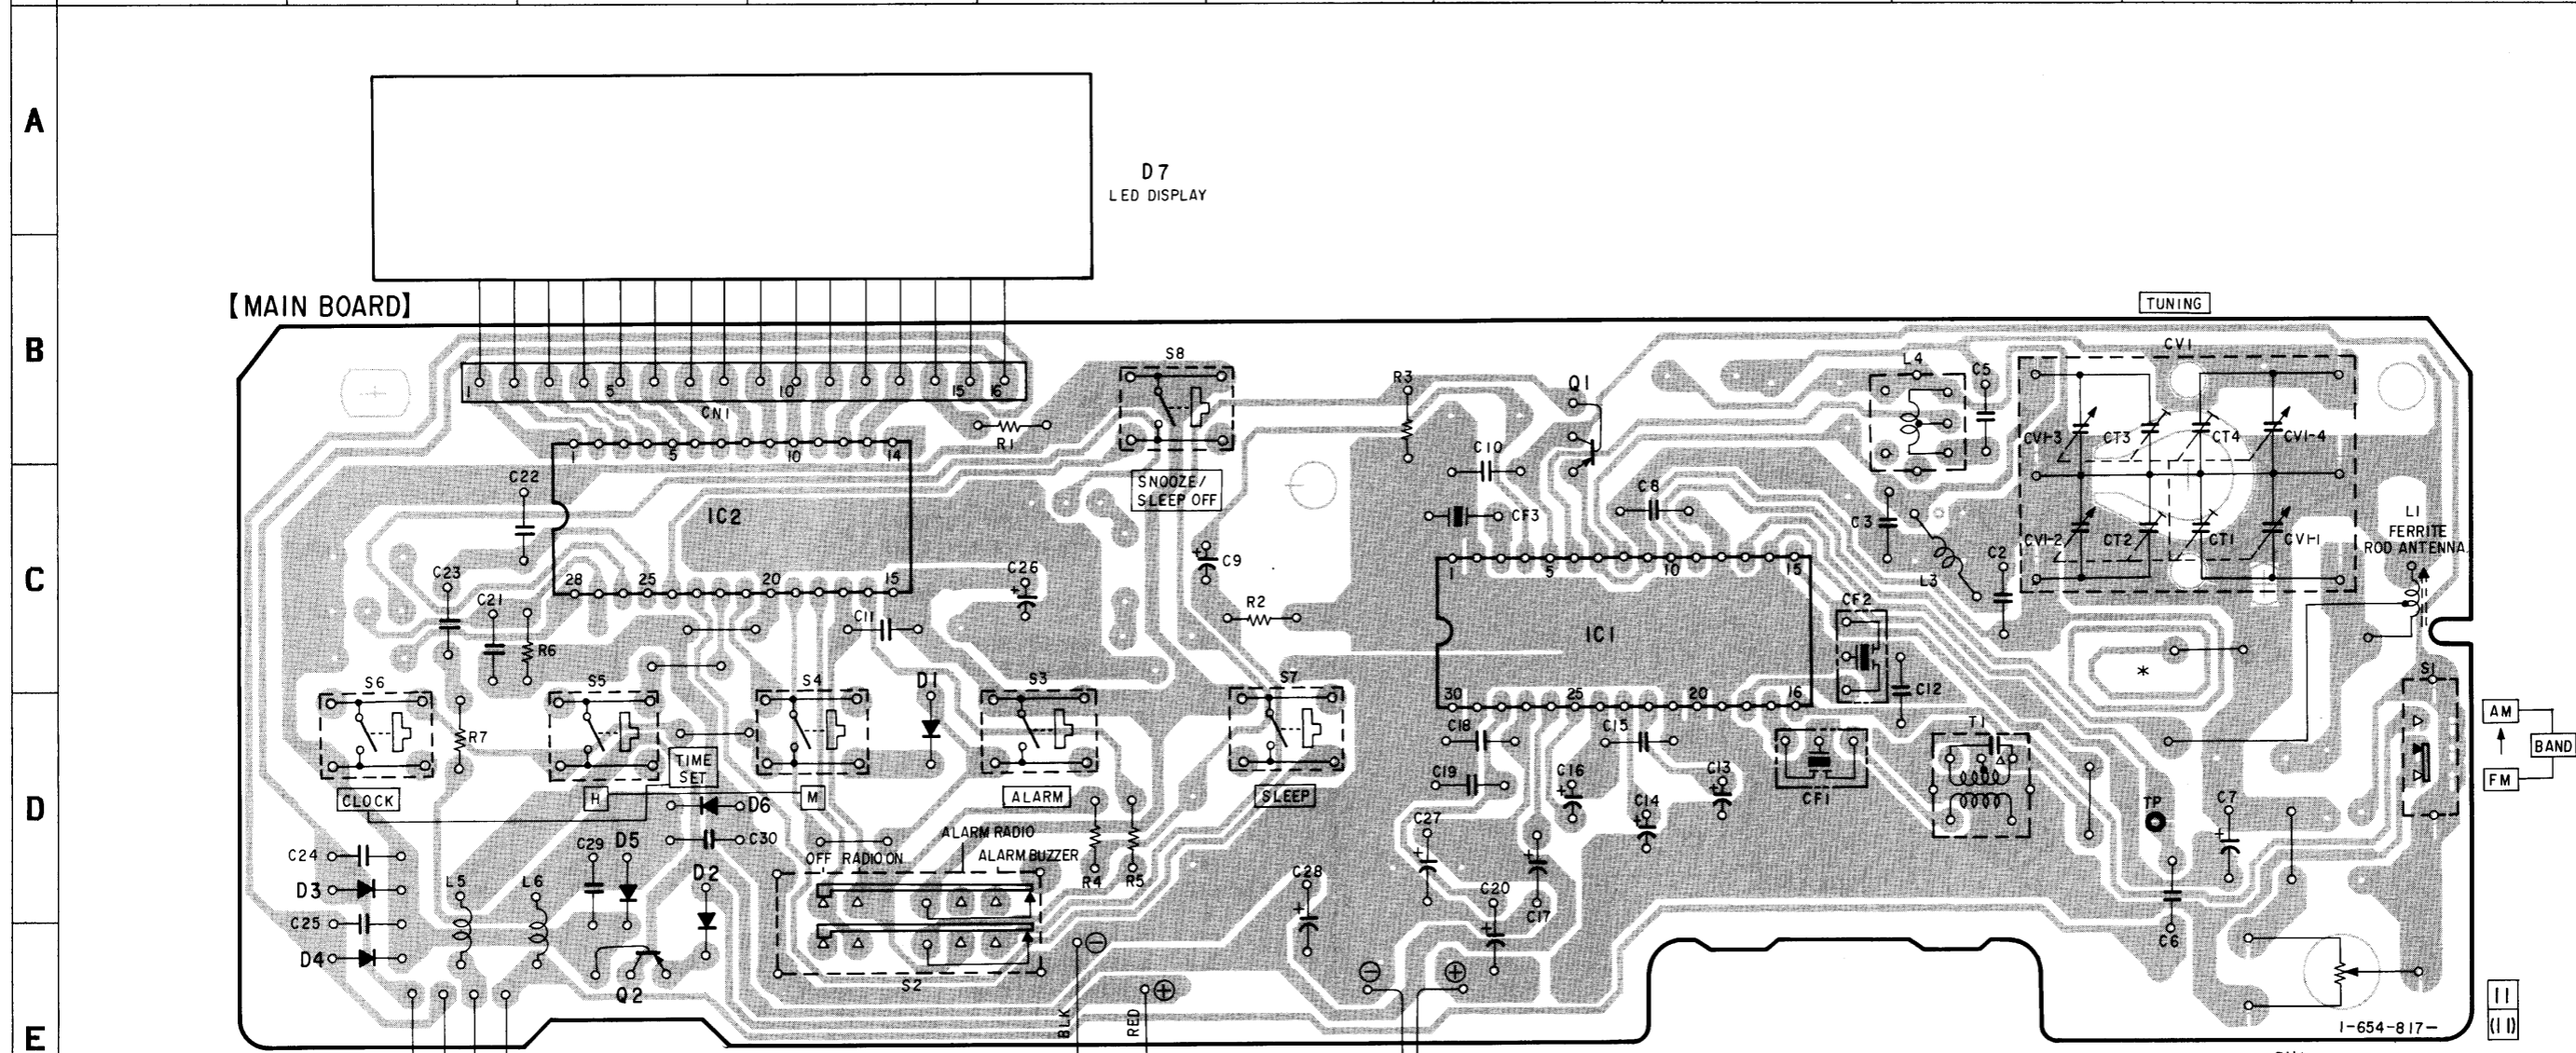 A
D7
LED DISPLAY
【MAIN BOARD】
TUNING
B
S8
CV1
L4
C5
R3
Q1
1 5 10 15 16
CN1
R1
CV1-3 CT3 CT4 CV1-4
C10
1 5 10 14
C22
SNOOZE/
SLEEP OFF
C8
IC2
CF3
C3
L1
FERRITE
ROD ANTENNA
CV1-2 CT2 CT1 CV1-1
C
C23
28 25 20 15
C26
C9
1 5 10 15
L3
C2
C21
R2
CF2
C11
IC1
R6
*
S6
S5
S4
D1
S3
S7
30 25 20 16
C12
S1
R7
C18
C15
T1
AM
BAND
FM
TIME
SET
C19
C16
C13
CLOCK
H
M
ALARM
SLEEP
CF1
D
D6
C14
TP
C7
C30
ALARM RADIO
C27
C29
D5
OFF RADIO ON ALARM BUZZER
C24
D2
R4
R5
C28
D3
L5
L6
C20
C17
C25
C6
D4
Q2
S2
⊖
⊕
⊖
⊕
BLK
RED
11
(11)
1-654-817-
E